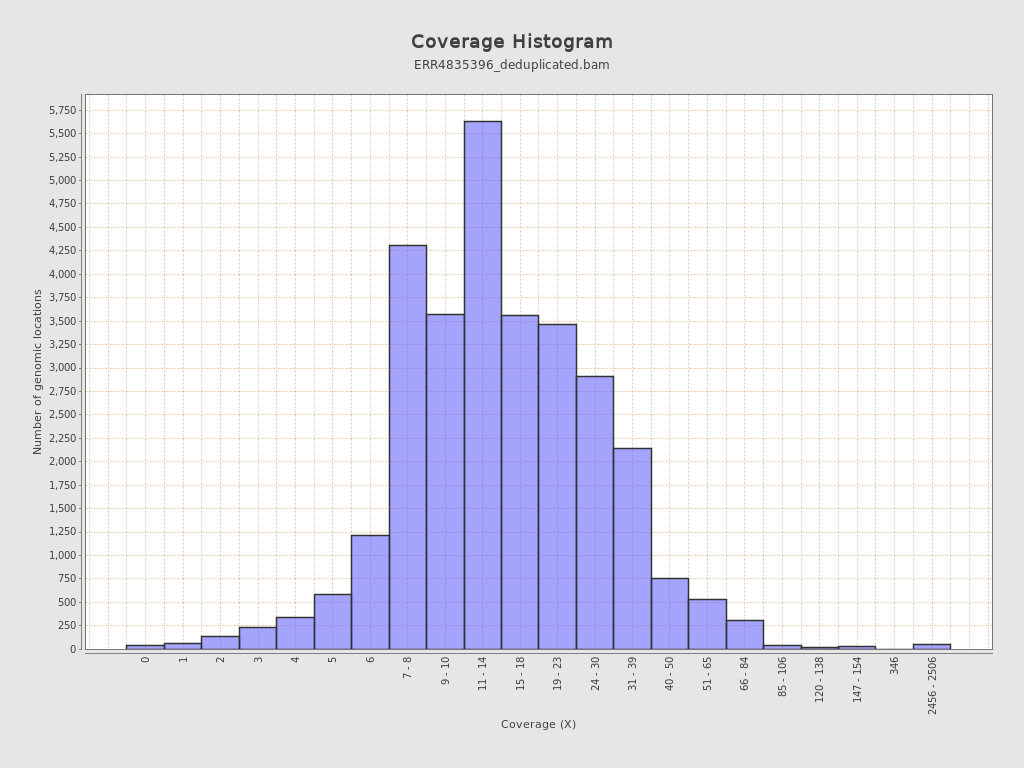 Coverage Histogram
ERR4835396_deduplicated.bam
Number of genomic locations
5,750
5,500
5,250
5,000
4,750
4,500
4,250
4,000
3,750
3,500
3,250
3,000
2,750
2,500
2,250
2,000
1,750
1,500
1,250
1,000
750
500
250
0
0
1
2
3
4
5
6
7 - 8
9 - 10
11 - 14
15 - 18
19 - 23
24 - 30
31 - 39
40 - 50
51 - 65
66 - 84
85 - 106
120 - 138
147 - 154
346
2456 - 2506
Coverage (X)